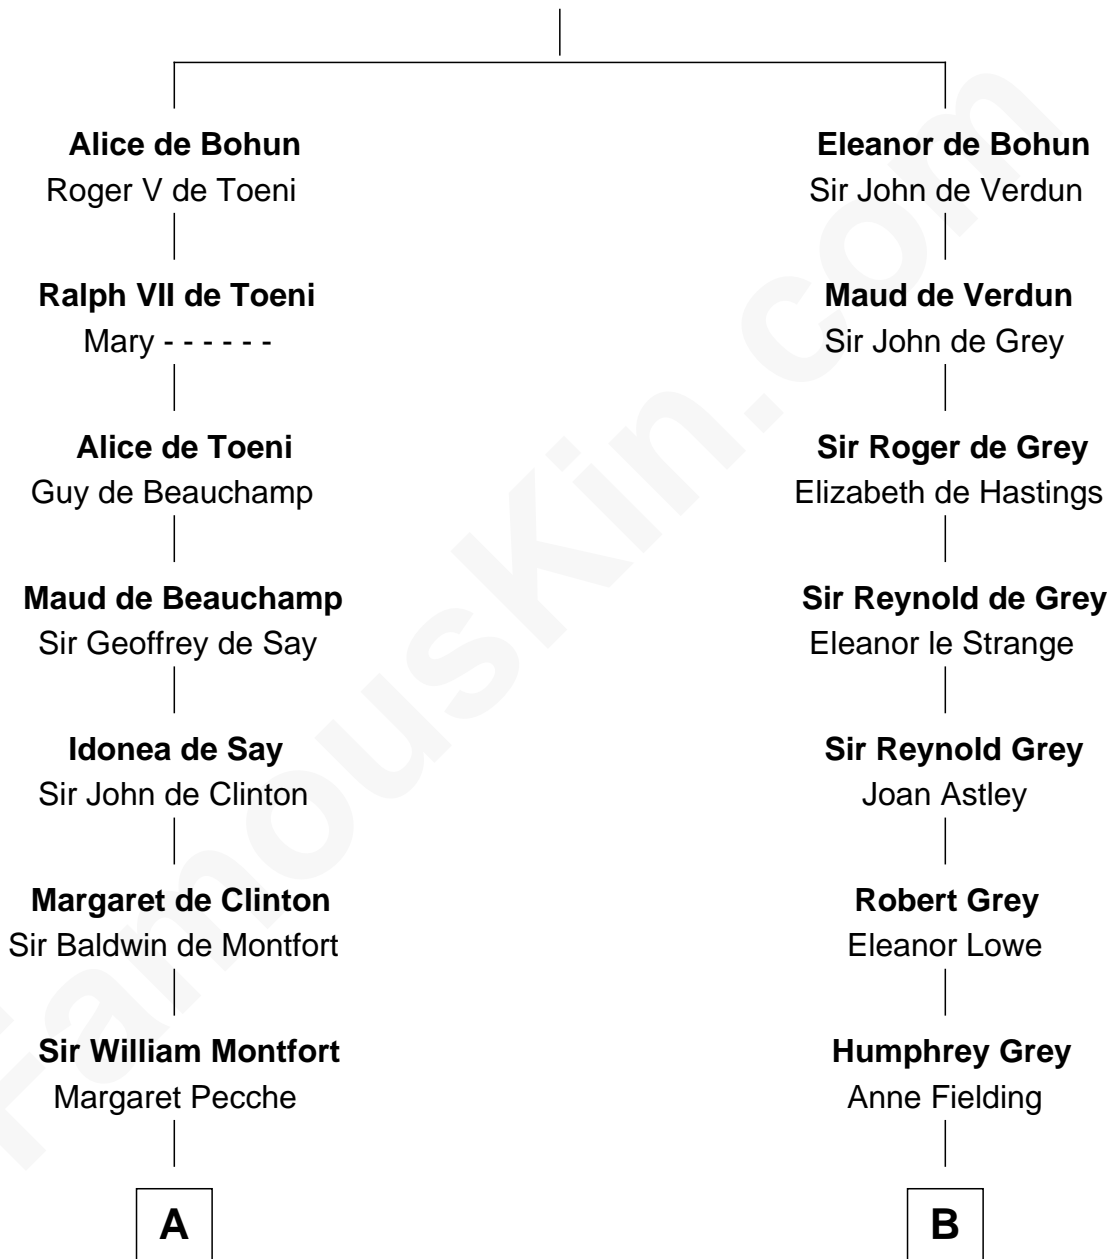 Alice de Bohun
Roger V de Toeni
Ralph VII de Toeni
Mary - - - - - -
Alice de Toeni
Guy de Beauchamp
Maud de Beauchamp
Sir Geoffrey de Say
Idonea de Say
Sir John de Clinton
Margaret de Clinton
Sir Baldwin de Montfort
Sir William Montfort
Margaret Pecche
A
Eleanor de Bohun
Sir John de Verdun
Maud de Verdun
Sir John de Grey
Sir Roger de Grey
Elizabeth de Hastings
Sir Reynold de Grey
Eleanor le Strange
Sir Reynold Grey
Joan Astley
Robert Grey
Eleanor Lowe
Humphrey Grey
Anne Fielding
B
FamousKin.com